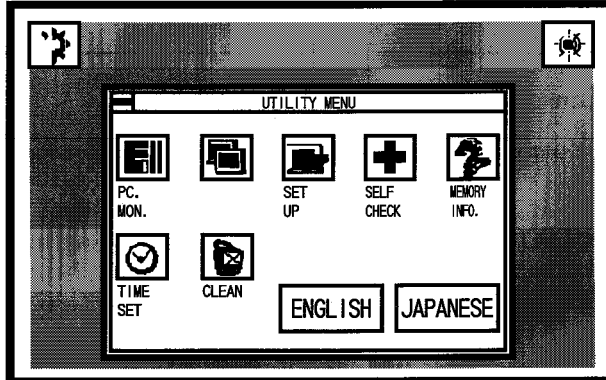 UTILITY MENU
PC.
MON.
SET
UP
SELF
CHECK
MEMORY
INFO.
TIME
SET
CLEAN
ENGLISH
JAPANESE